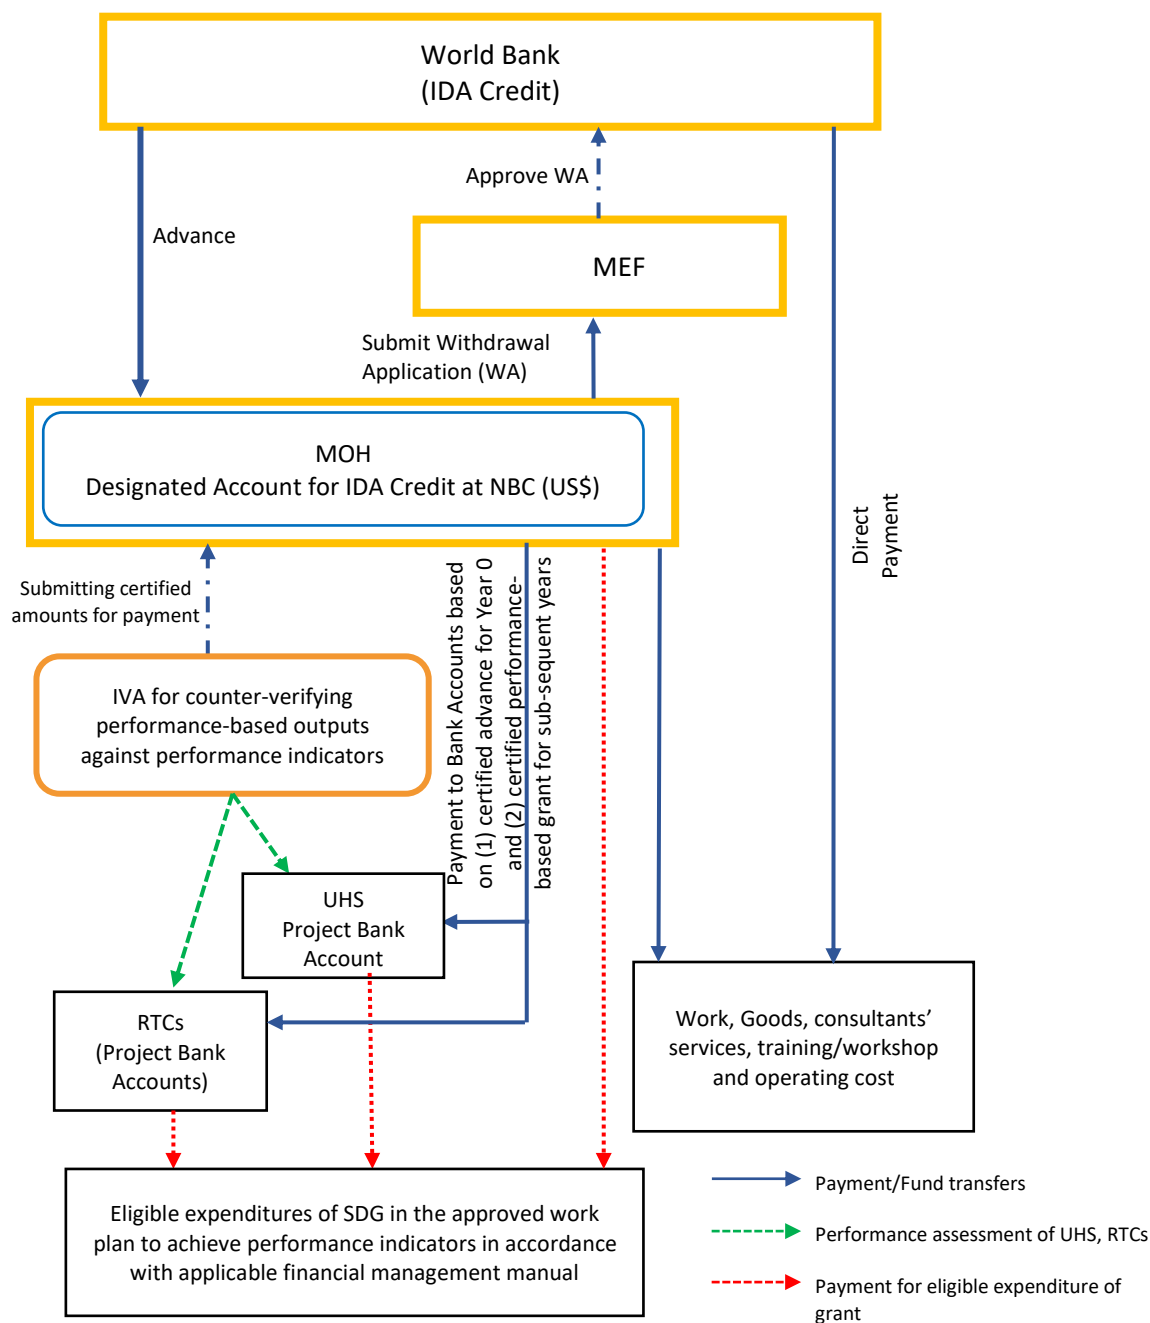 World Bank
(IDA Credit)
Approve WA
Advance
MEF
Submit Withdrawal
Application (WA)
MOH
Designated Account for IDA Credit at NBC (US$)
Direct
Payment
Submitting certified
amounts for payment
Payment to Bank Accounts based
on (1) certified advance for Year 0
and (2) certified performance-
based grant for sub-sequent years
IVA for counter-verifying
performance-based outputs
against performance indicators
UHS
Project Bank
Account
RTCs
(Project Bank
Accounts)
Work, Goods, consultants’
services, training/workshop
and operating cost
Eligible expenditures of SDG in the approved work
plan to achieve performance indicators in accordance
with applicable financial management manual
Payment/Fund transfers
Performance assessment of UHS, RTCs
Payment for eligible expenditure of
grant